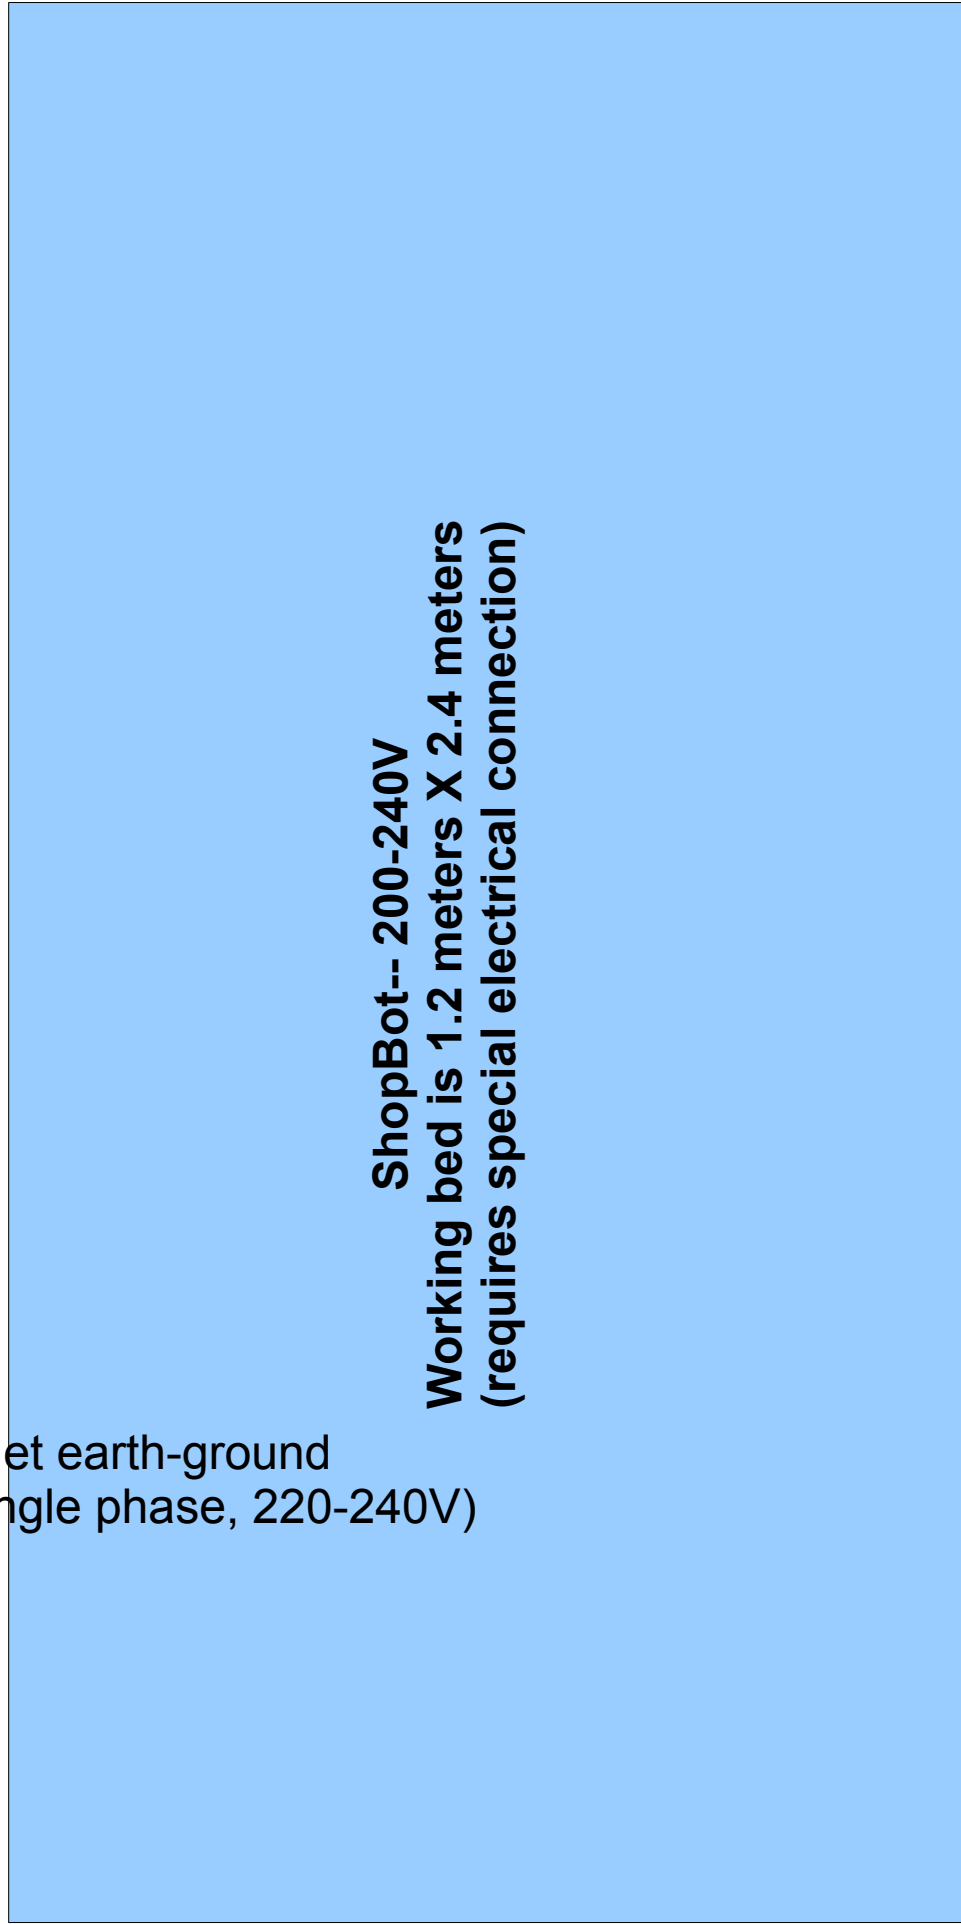 ShopBot-- 200-240V
Working bed is 1.2 meters X 2.4 meters
(requires special electrical connection)
et earth-ground
ngle phase, 220-240V)